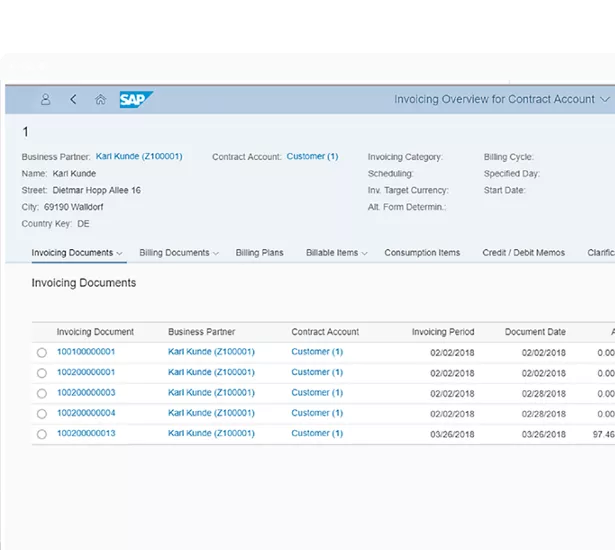 SAP Invoicing Overview for Contract Account
1
Business Partner: Karl Kunde (Z100001) Contract Account: Customer (1) Invoicing Category: Billing Cycle:
Name: Karl Kunde Scheduling: Specified Day:
Street: Dietmar Hopp Allee 16 Inv. Target Currency: Start Date:
City: 69190 Walldorf Alt. Form Determin.:
Country Key: DE
Invoicing Documents Billing Documents Billing Plans Billable Items Consumption Items Credit / Debit Memos Clarific
Invoicing Documents
Invoicing Document Business Partner Contract Account Invoicing Period Document Date A
100100000001 Karl Kunde (Z100001) Customer (1) 02/02/2018 02/02/2018 0.00
100200000001 Karl Kunde (Z100001) Customer (1) 02/02/2018 02/02/2018 0.00
100200000003 Karl Kunde (Z100001) Customer (1) 02/02/2018 02/28/2018 0.00
100200000004 Karl Kunde (Z100001) Customer (1) 02/02/2018 02/28/2018 0.00
100200000013 Karl Kunde (Z100001) Customer (1) 03/26/2018 03/26/2018 97.46